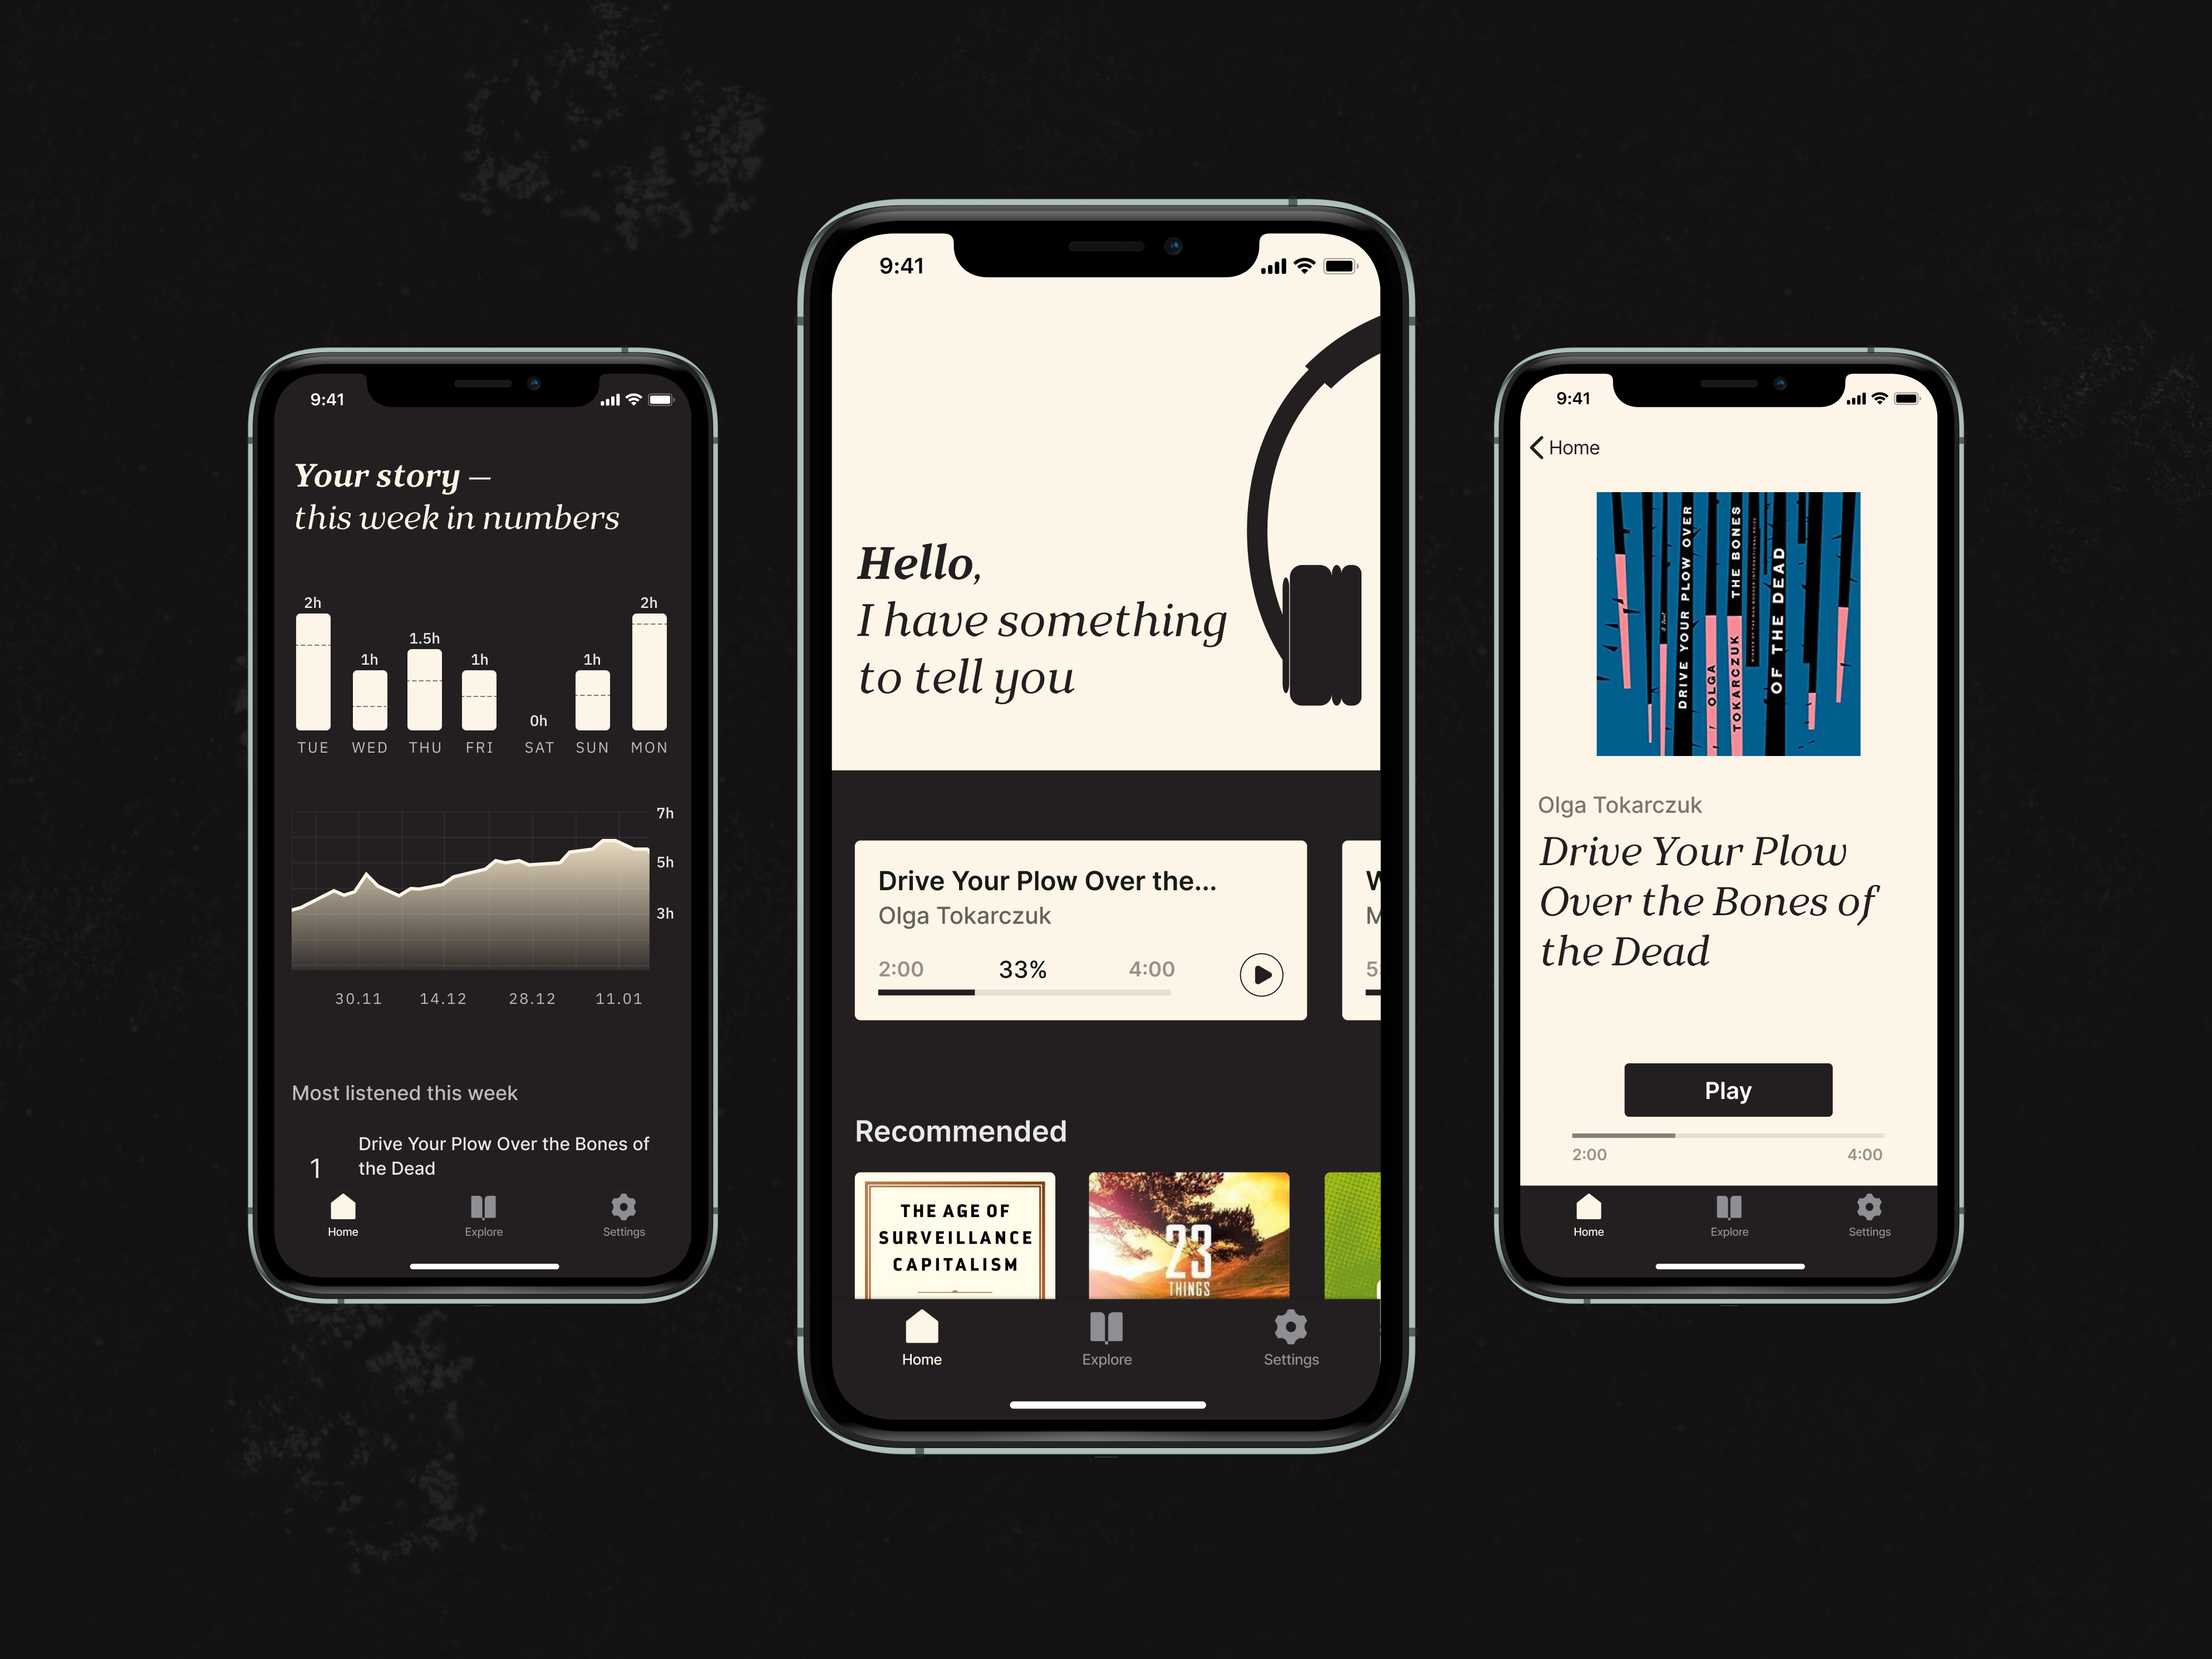 9:41
Your story –
this week in numbers
2h
1h
1.5h
1h
0h
1h
2h
TUE WED THU FRI SAT SUN MON
7h
5h
3h
30.11 14.12 28.12 11.01
Most listened this week
1
Drive Your Plow Over the Bones of
the Dead
Home Explore Settings
9:41
Hello,
I have something
to tell you
Drive Your Plow Over the...
Olga Tokarczuk
2:00 33% 4:00
Recommended
THE AGE OF
SURVEILLANCE
CAPITALISM
23
THINGS
Home Explore Settings
9:41
Home
DRIVE YOUR PLOW OVER
THE BONES
OF THE DEAD
OLGA
TOKARCZUK
Olga Tokarczuk
Drive Your Plow
Over the Bones of
the Dead
Play
2:00 4:00
Home Explore Settings